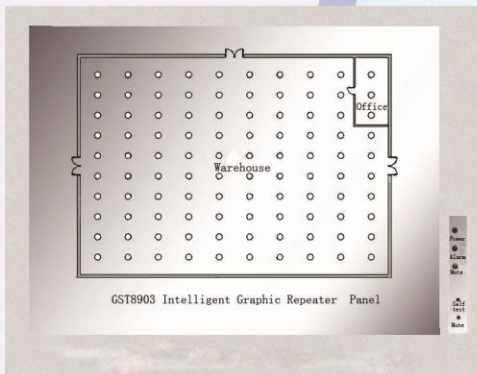 Office
Warehouse
GST8903 Intelligent Graphic Repeater Panel
Power
Alarm
Mute
Self
test
Mute